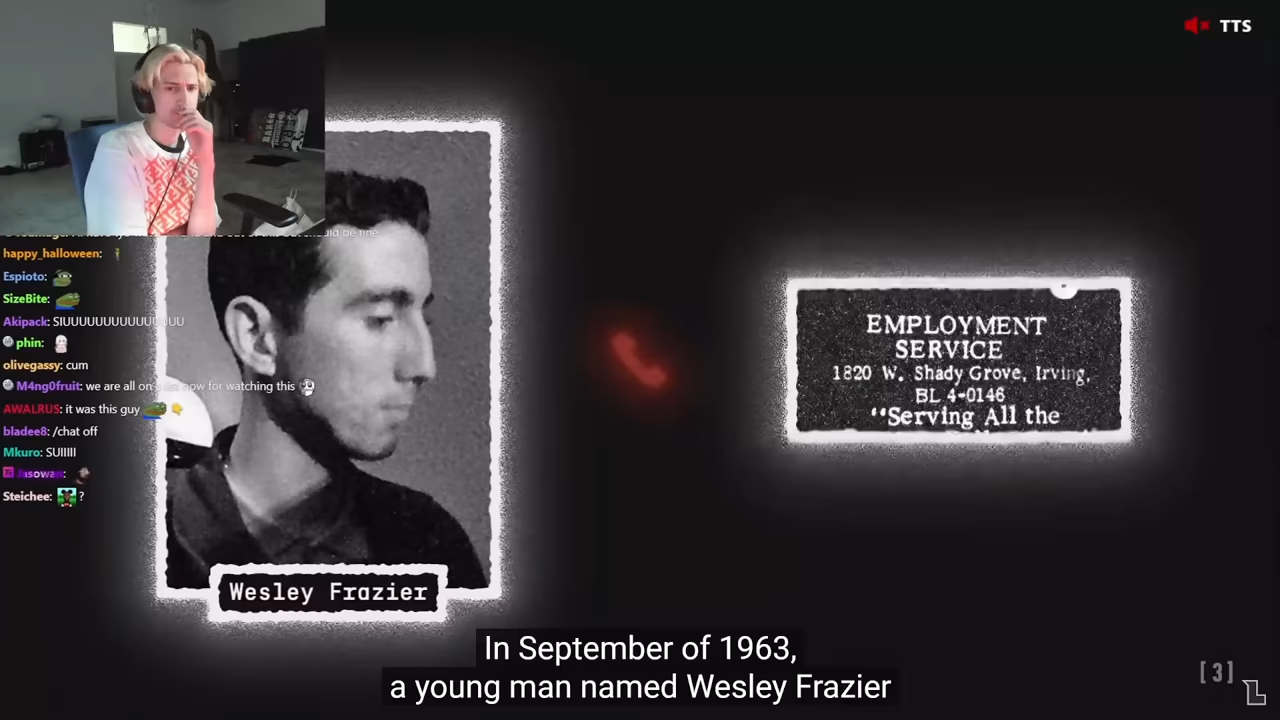 TTS
happy_halloween:
Espioto:
SizeBite:
Akipack: SIUUUUUUUUUUUUUU
phin:
olivegassy: cum
M4ng0fruit: we are all on list now for watching this
AWALRUS: it was this guy
bladee8: /chat off
Mkuro: SUIIIII
Jasowan:
Steichee: ?
EMPLOYMENT
SERVICE
1820 W. Shady Grove, Irving,
BL 4-0146
"Serving All the
Wesley Frazier
In September of 1963,
a young man named Wesley Frazier
[3]